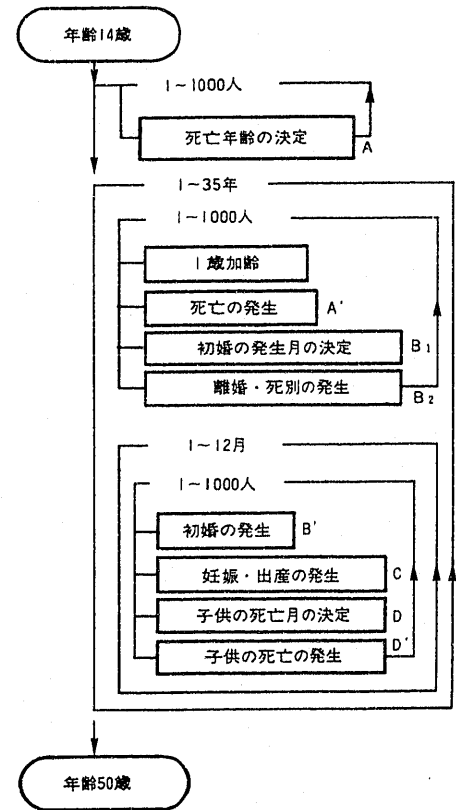 年齢14歳
1~1000人
死亡年齢の決定
A
1~35年
1~1000人
1歳加齢
死亡の発生 A'
初婚の発生月の決定 B1
離婚・死別の発生
B2
1~12月
1~1000人
初婚の発生 B'
妊娠・出産の発生 C
子供の死亡月の決定 D
子供の死亡の発生 D'
年齢50歳